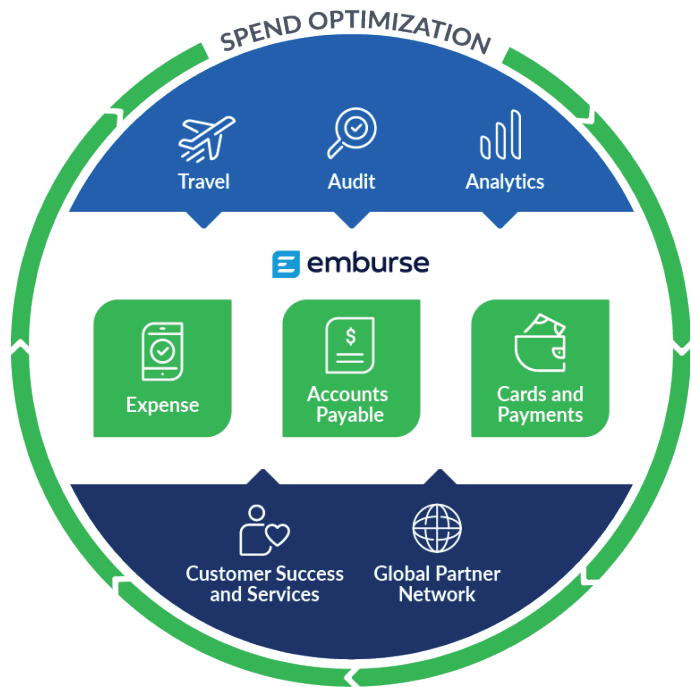 SPEND OPTIMIZATION
Travel
Audit
Analytics
emburse
Expense
Accounts
Payable
$
Cards and
Payments
Customer Success
and Services
Global Partner
Network